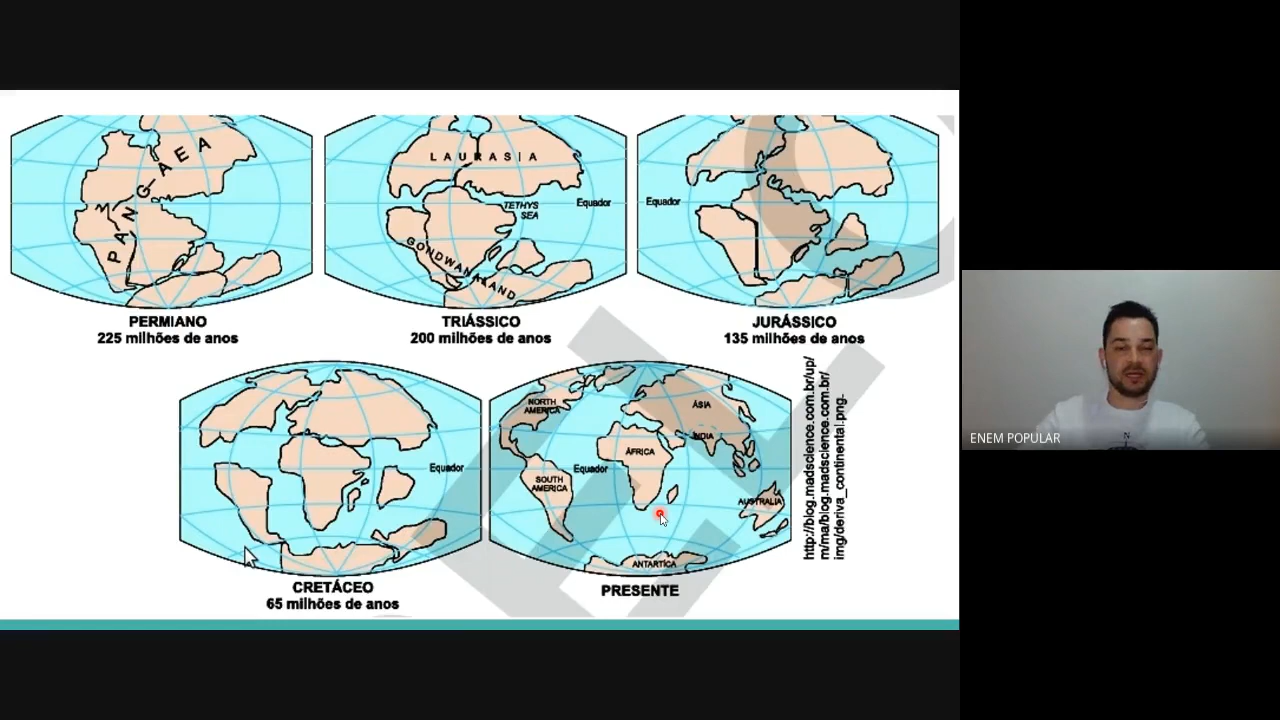 PANGAEA
PERMIANO
225 milhões de anos
LAURASIA
TETHYS
SEA
Equador
GONDWANALAND
TRIÁSSICO
200 milhões de anos
Equador
JURÁSSICO
135 milhões de anos
Equador
CRETÁCEO
65 milhões de anos
NORTH
AMERICA
ÁSIA
ÍNDIA
ÁFRICA
Equador
SOUTH
AMERICA
AUSTRALIA
ANTARTICA
PRESENTE
http://blog.madscience.com.br/up/
m/ma/blog.madscience.com.br/
img/deriva_continental.png.
N
ENEM POPULAR